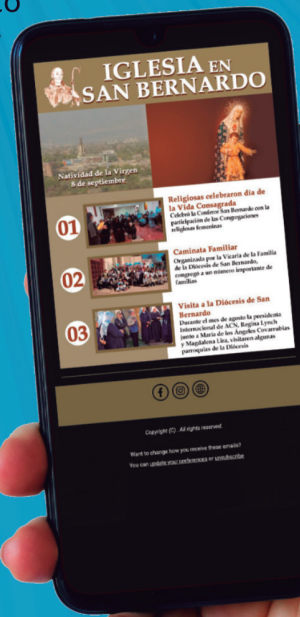 IGLESIA EN
SAN BERNARDO
Natividad de la Virgen
8 de septiembre
01
Religiosas celebraron día de
la Vida Consagrada
Celebró la Conferre San Bernardo con la
participación de las Congregaciones
religiosas femeninas
02
Caminata Familiar
Organizado por la Vicaría de la Familia
de la Diócesis de San Bernardo,
congregó a un número importante de
familias
03
Visita a la Diócesis de San
Bernardo
Durante el mes de agosto la presidenta
Internacional de ACN, Regina Lynch
junto a María de los Ángeles Covarrubias
y Magdalena Lira, visitaron algunas
parroquias de la Diócesis
Copyright (C) . All rights reserved.
Want to change how you receive these emails?
You can update your preferences or unsubscribe